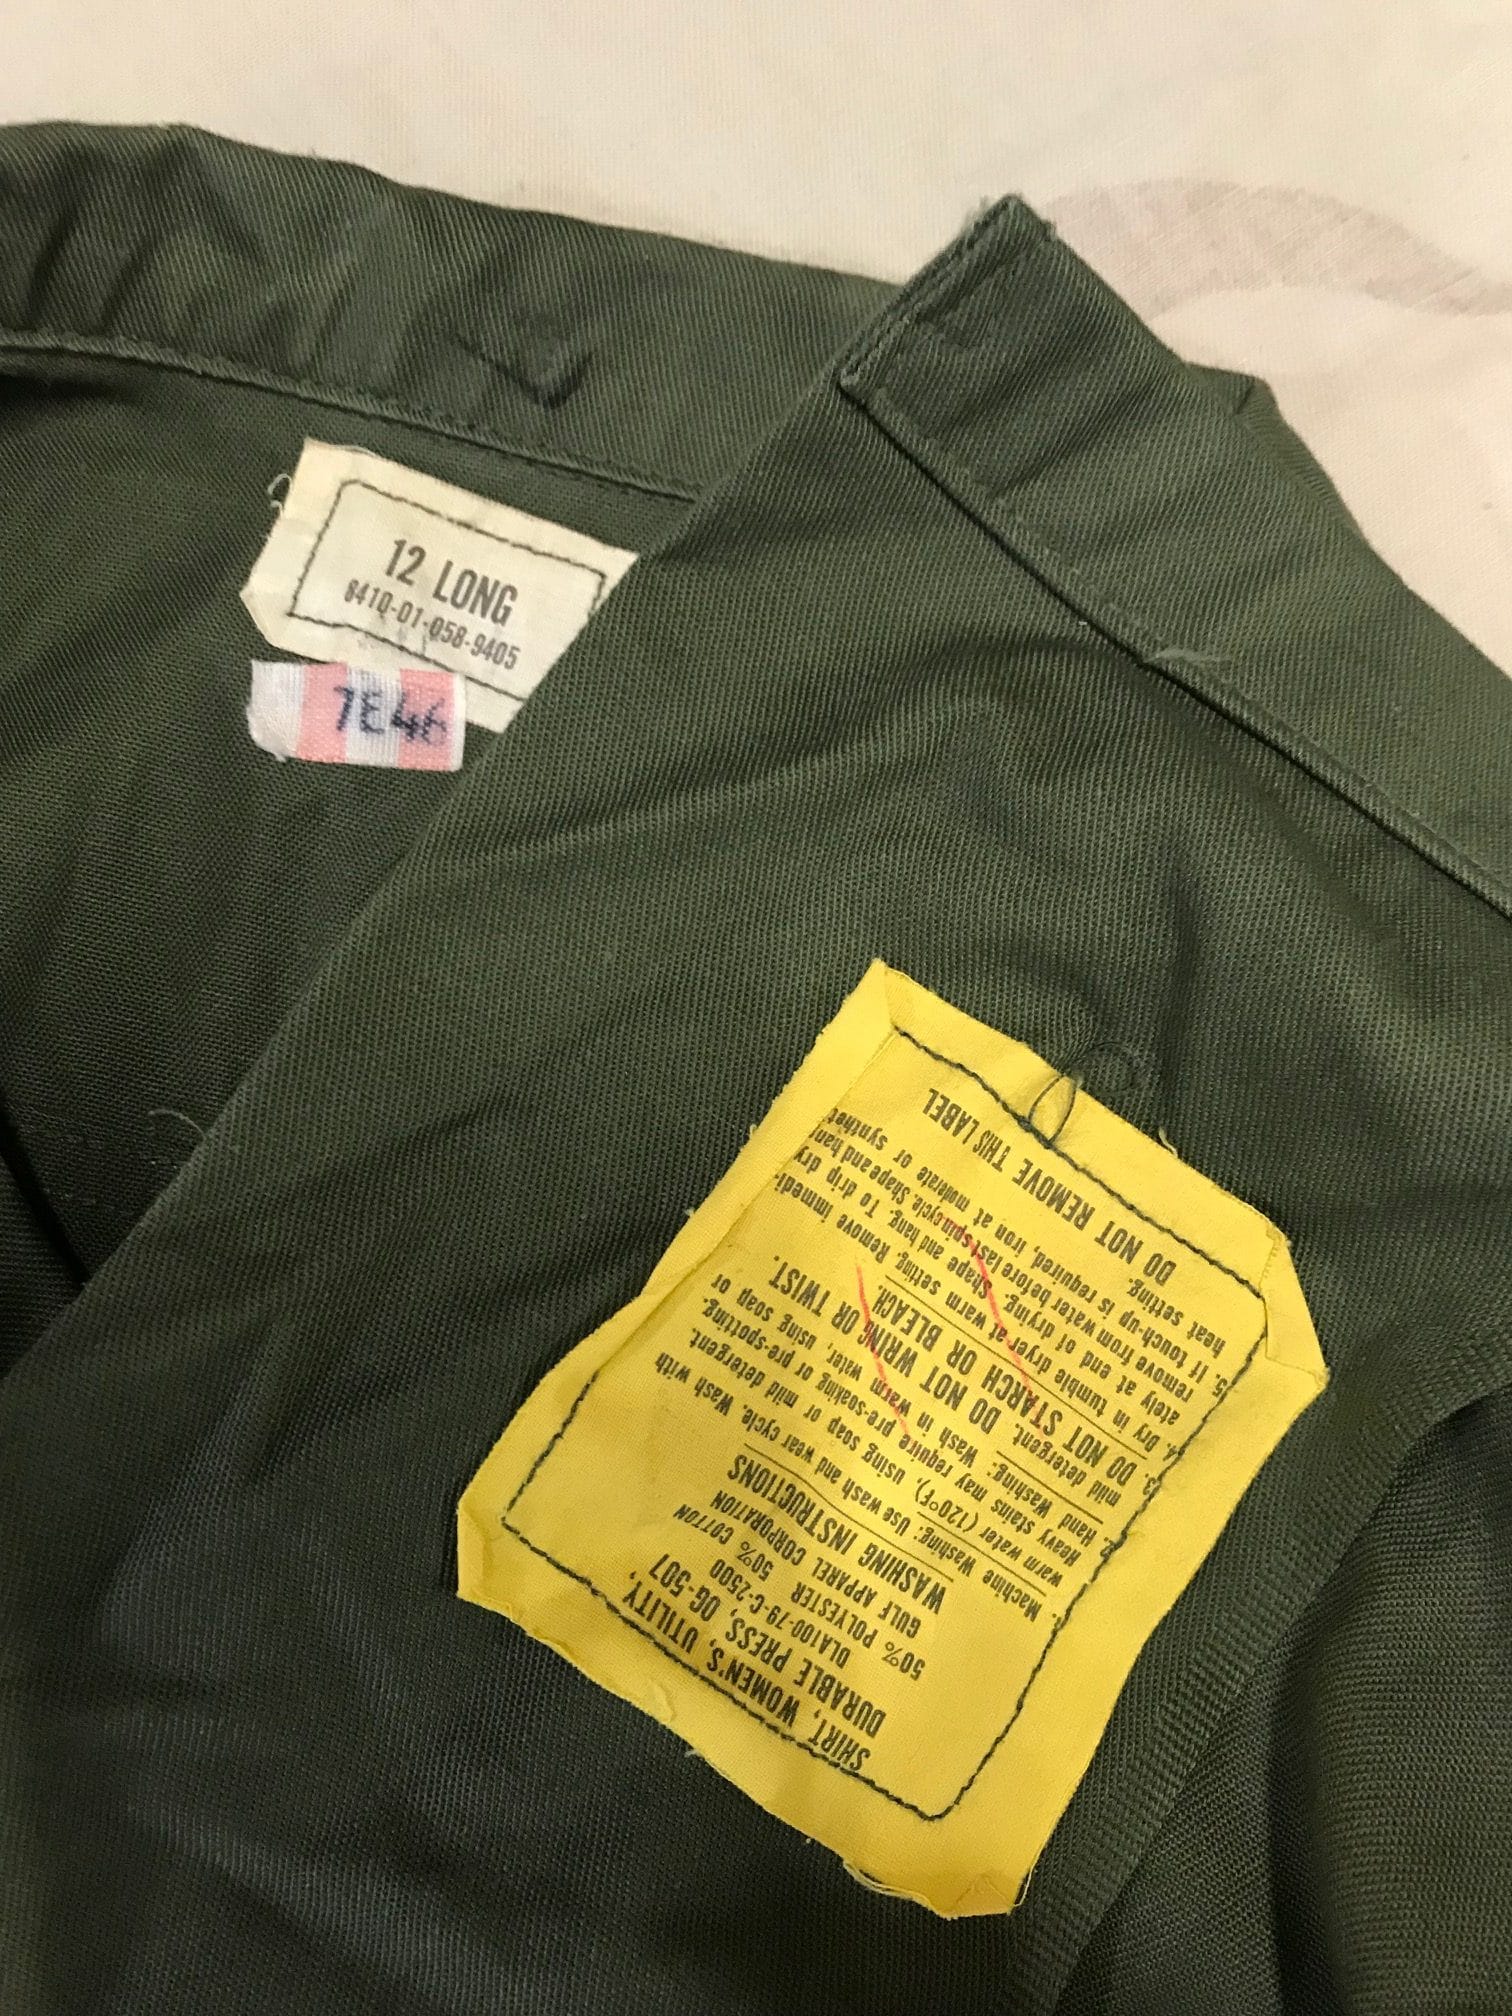 12 LONG
8410-01-058-9405
7E46
SHIRT, WOMEN'S, UTILITY,
DURABLE PRESS, OG-507
DLA100-79-C-2500
50% POLYESTER 50% COTTON
GULF APPAREL CORPORATION
WASHING INSTRUCTIONS
1. Machine Washing: Use wash and wear cycle. Wash with
warm water (120°F), using soap or mild detergent.
Heavy stains may require pre-soaking or pre-spotting.
2. Hand Washing: Wash in warm water, using soap or
mild detergent. DO NOT WRING OR TWIST.
3. DO NOT STARCH OR BLEACH.
4. Dry in tumble dryer at warm setting. Remove immedi-
ately at end of drying. Shape and hang. To drip dry
remove from water before last spin cycle. Shape and hang
5. If touch-up is required, iron at moderate or synthet
heat setting.
DO NOT REMOVE THIS LABEL